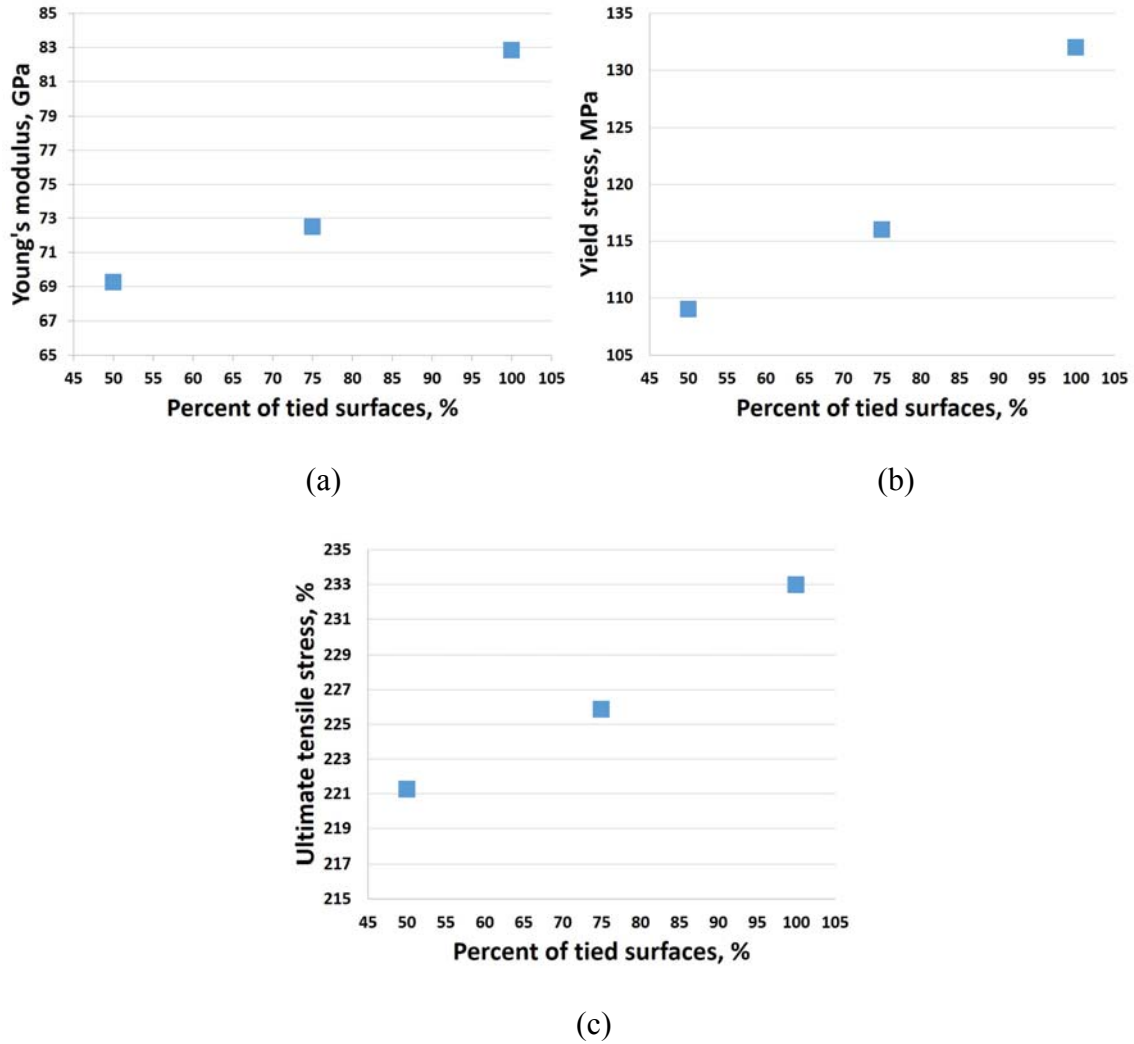 85
83
81
79
77
75
73
71
69
67
65
45 50 55 60 65 70 75 80 85 90 95 100 105
Young's modulus, GPa
Percent of tied surfaces, %
(a)
135
130
125
120
115
110
105
45 50 55 60 65 70 75 80 85 90 95 100 105
Yield stress, MPa
Percent of tied surfaces, %
(b)
235
233
231
229
227
225
223
221
219
217
215
45 50 55 60 65 70 75 80 85 90 95 100 105
Ultimate tensile stress, %
Percent of tied surfaces, %
(c)